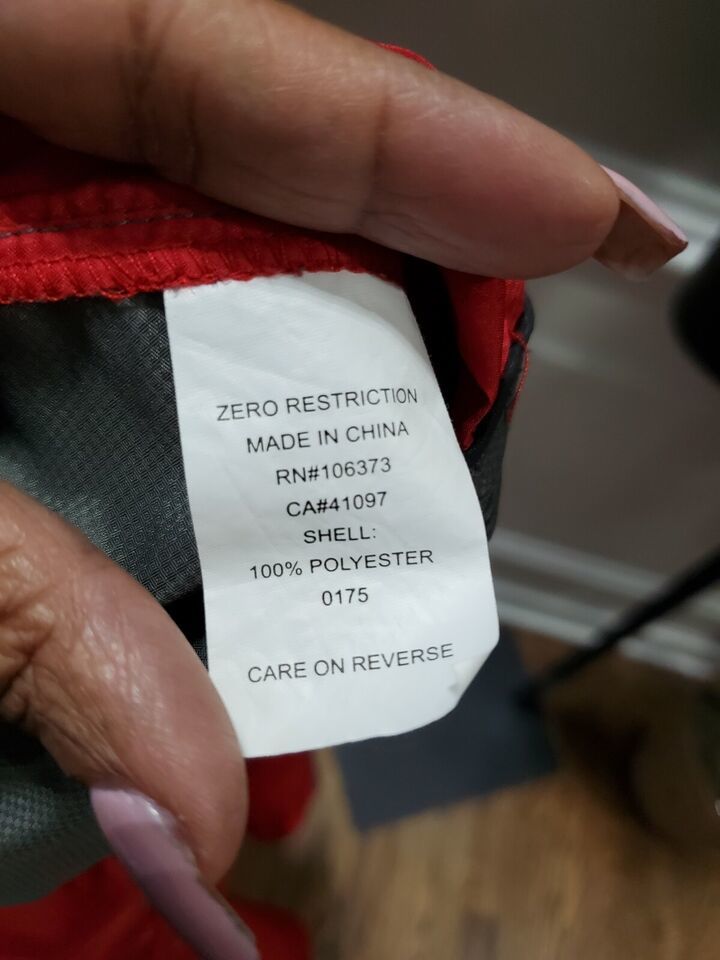 ZERO RESTRICTION
MADE IN CHINA
RN#106373
CA#41097
SHELL:
100% POLYESTER
0175
CARE ON REVERSE